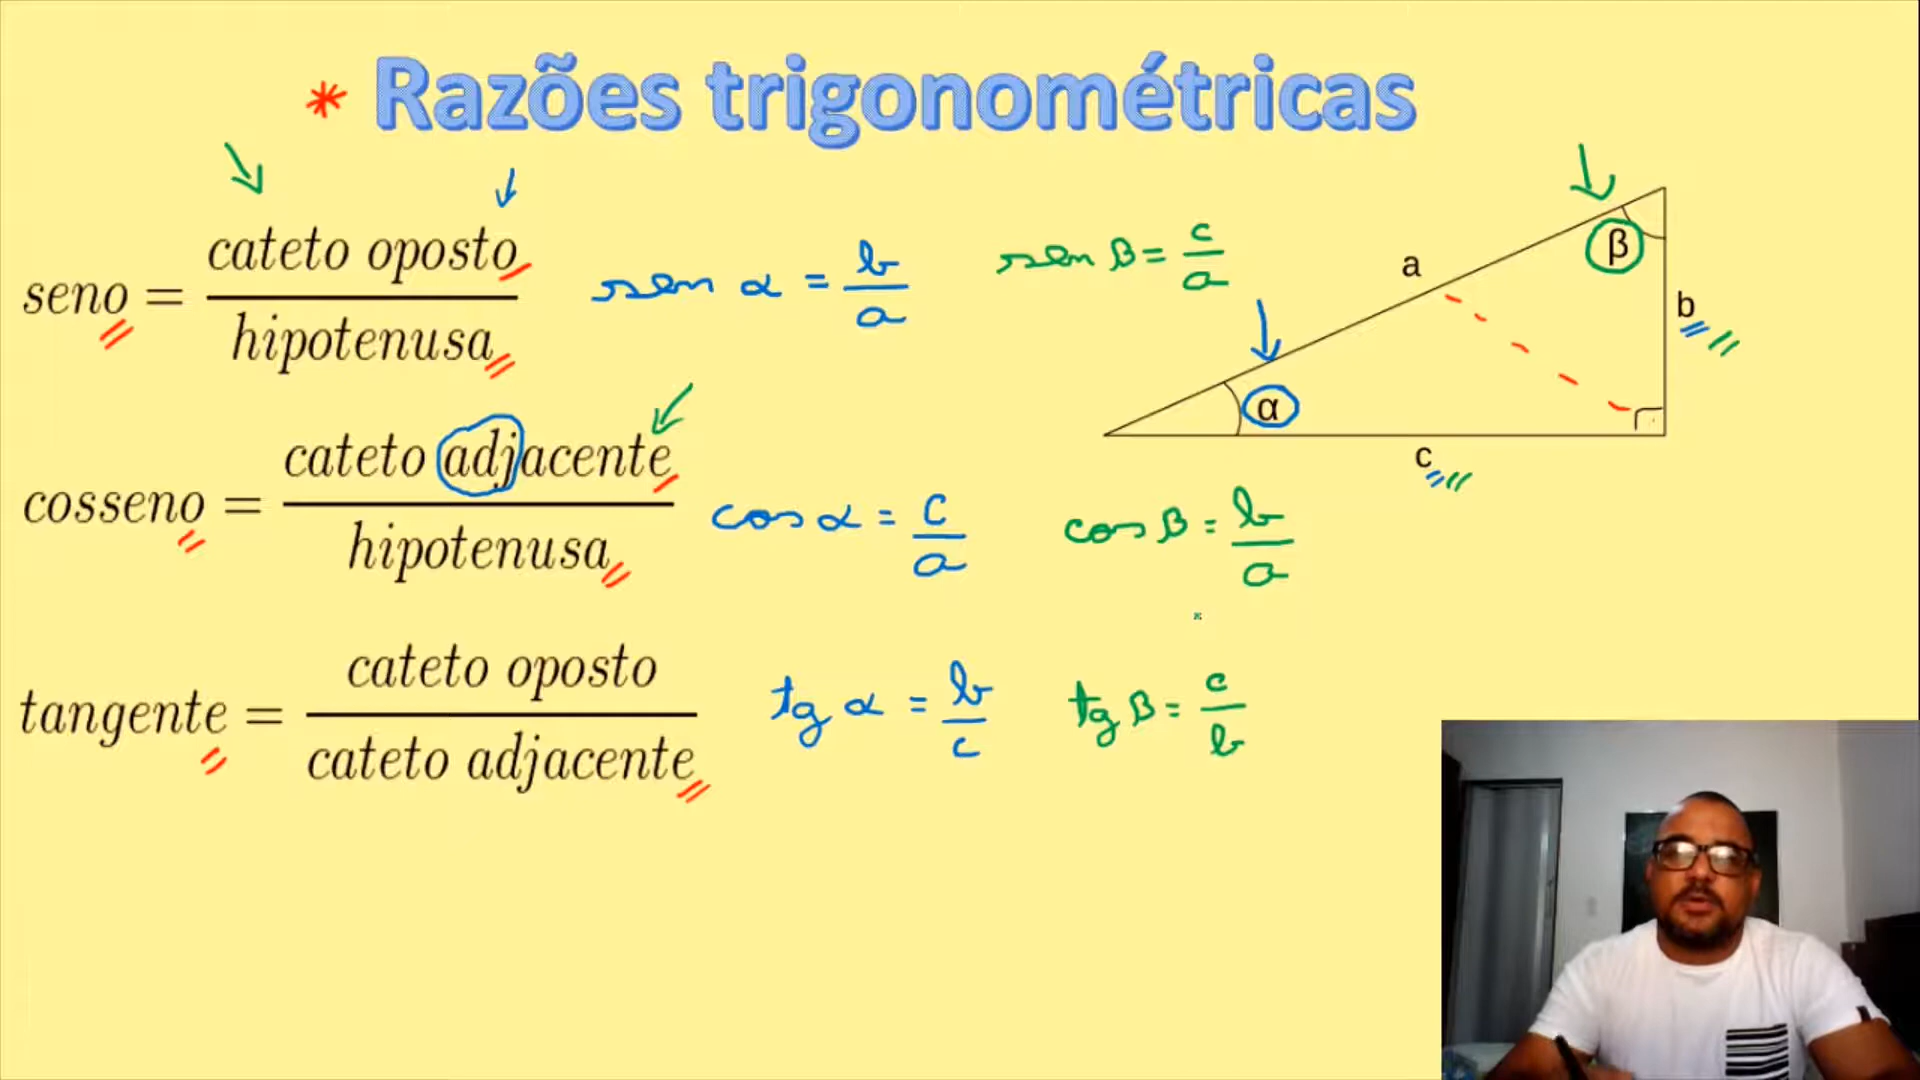 * Razões trigonométricas
seno = cateto oposto / hipotenusa
sen α = b/a
sen β = c/a
cosseno = cateto adjacente / hipotenusa
cos α = c/a
cos β = b/a
tangente = cateto oposto / cateto adjacente
tg α = b/c
tg β = c/b
a
β
b
α
c